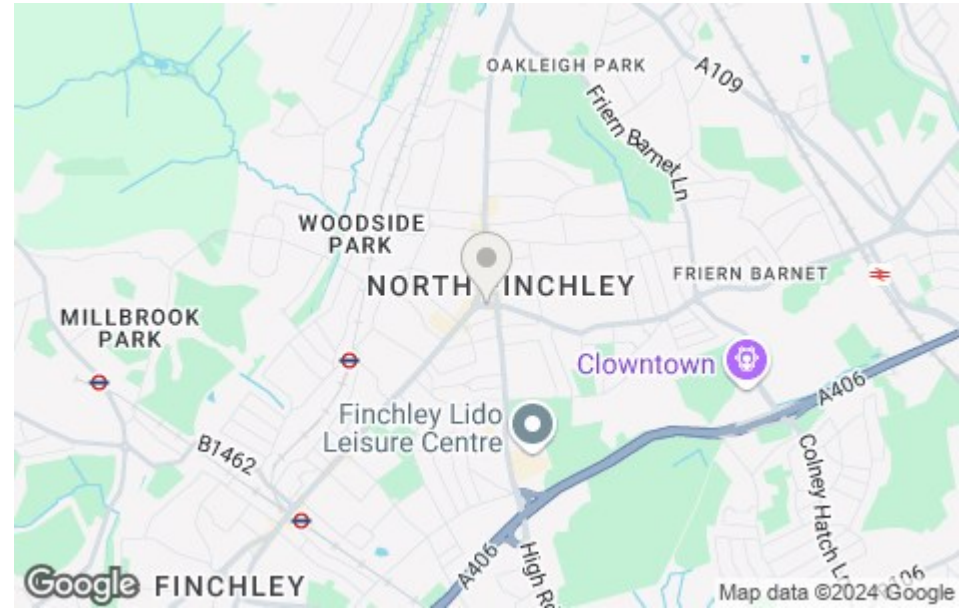 OAKLEIGH PARK
A109
Friern Barnet Ln
WOODSIDE
PARK
NORTH INCHLEY
FRIERN BARNET
MILLBROOK
PARK
Clowntown
A406
Finchley Lido
Leisure Centre
B1462
Colney Hatch L
A406
High Ro
Google
FINCHLEY
Map data ©2024 Google